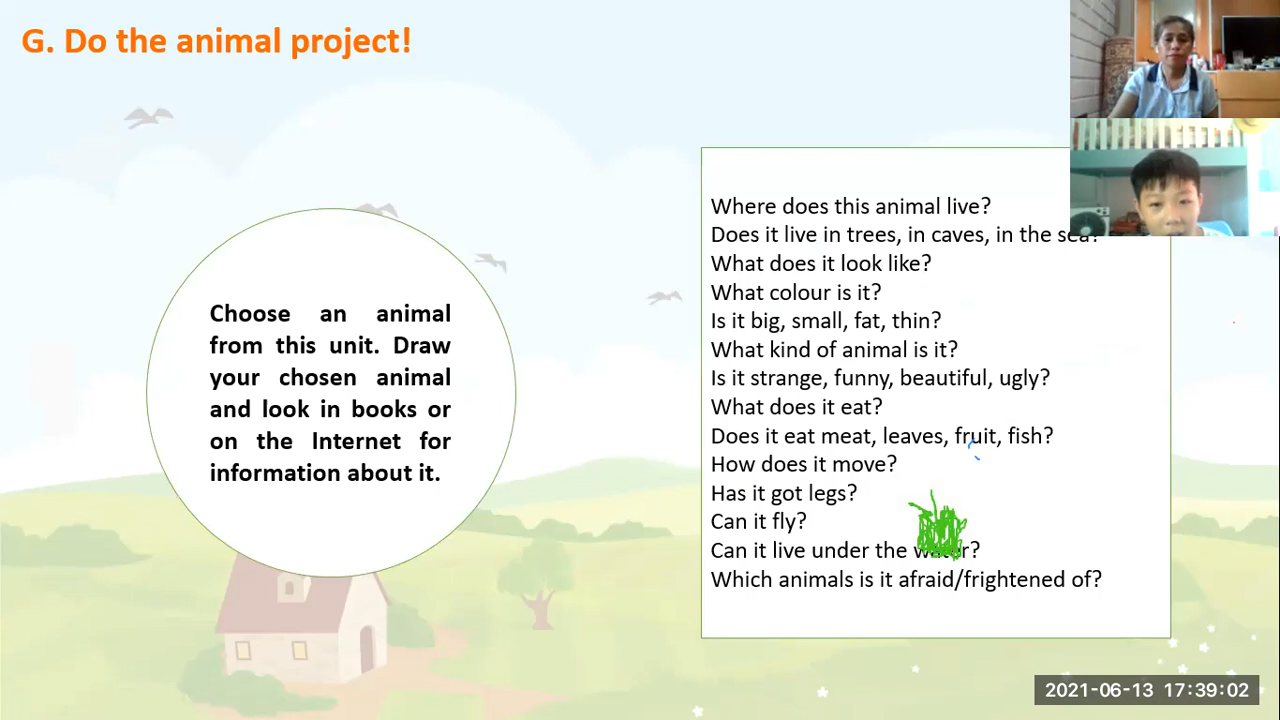 G. Do the animal project!
Choose an animal
from this unit. Draw
your chosen animal
and look in books or
on the Internet for
information about it.
Where does this animal live?
Does it live in trees, in caves, in the sea?
What does it look like?
What colour is it?
Is it big, small, fat, thin?
What kind of animal is it?
Is it strange, funny, beautiful, ugly?
What does it eat?
Does it eat meat, leaves, fruit, fish?
How does it move?
Has it got legs?
Can it fly?
Can it live under the water?
Which animals is it afraid/frightened of?
2021-06-13 17:39:02